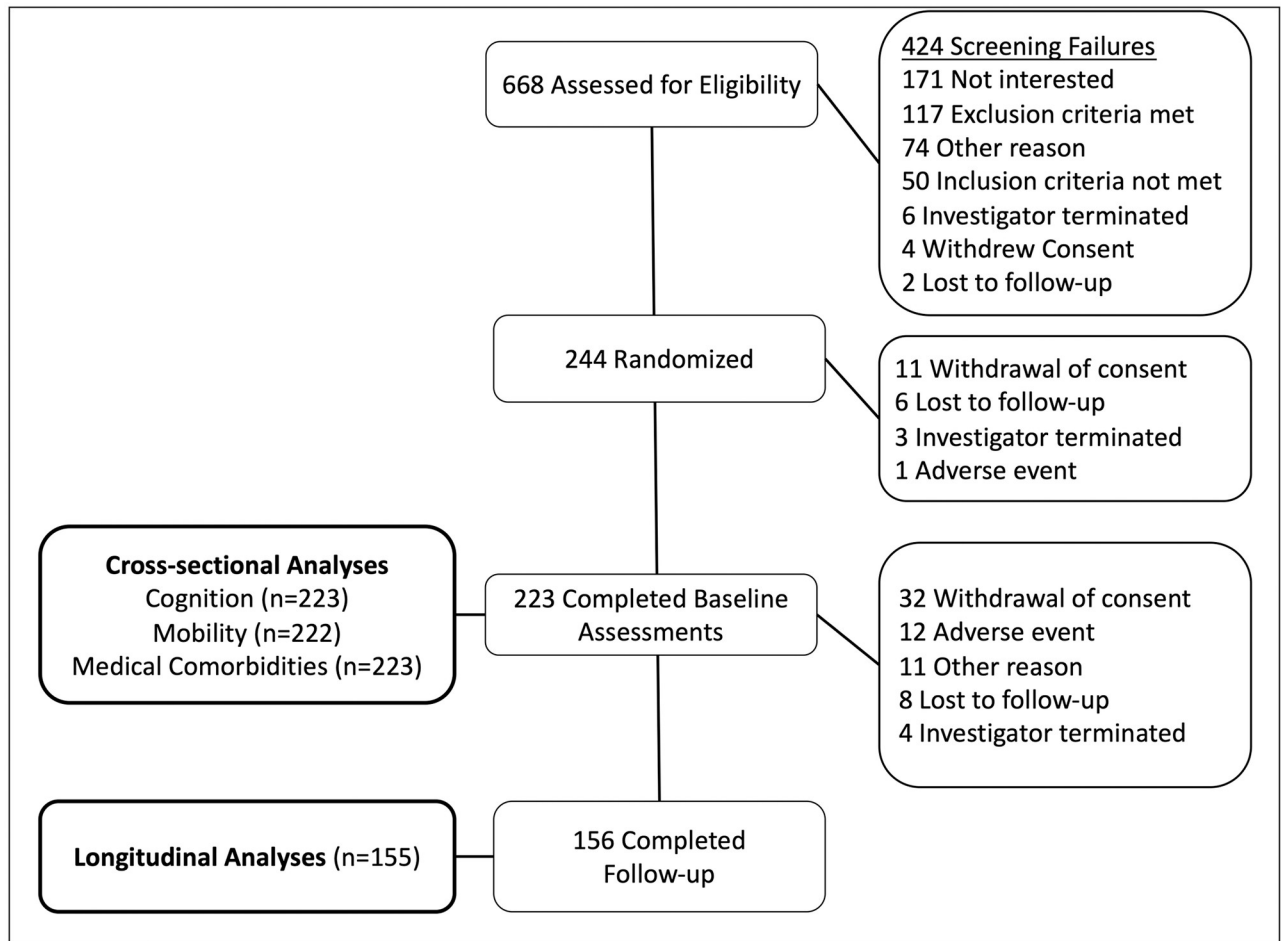 668 Assessed for Eligibility
424 Screening Failures
171 Not interested
117 Exclusion criteria met
74 Other reason
50 Inclusion criteria not met
6 Investigator terminated
4 Withdrew Consent
2 Lost to follow-up
244 Randomized
11 Withdrawal of consent
6 Lost to follow-up
3 Investigator terminated
1 Adverse event
Cross-sectional Analyses
Cognition (n=223)
Mobility (n=222)
Medical Comorbidities (n=223)
223 Completed Baseline
Assessments
32 Withdrawal of consent
12 Adverse event
11 Other reason
8 Lost to follow-up
4 Investigator terminated
Longitudinal Analyses (n=155)
156 Completed
Follow-up